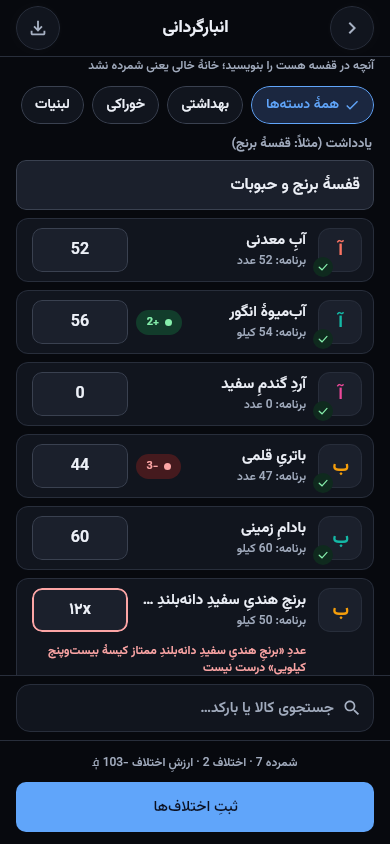 انبارگردانی
آنچه در قفسه هست را بنویسید؛ خانهٔ خالی یعنی شمرده نشد
همهٔ دسته‌ها
بهداشتی
خوراکی
لبنیات
یادداشت (مثلاً: قفسهٔ برنج)
قفسهٔ برنج و حبوبات
آ
آبِ معدنی
برنامه: 52 عدد
52
آ
آب‌میوهٔ انگور
برنامه: 54 کیلو
+2
56
آ
آردِ گندمِ سفید
برنامه: 0 عدد
0
ب
باتریِ قلمی
برنامه: 47 عدد
−3
44
ب
بادامِ زمینی
برنامه: 60 کیلو
60
ب
برنجِ هندیِ سفیدِ دانه‌بلندِ ...
برنامه: 50 کیلو
۱۲x
عددِ «برنجِ هندیِ سفیدِ دانه‌بلندِ ممتاز کیسهٔ بیست‌وپنج
کیلویی» درست نیست
جستجوی کالا یا بارکد...
شمرده 7 · اختلاف 2 · ارزشِ اختلاف −103 ؋
ثبتِ اختلاف‌ها